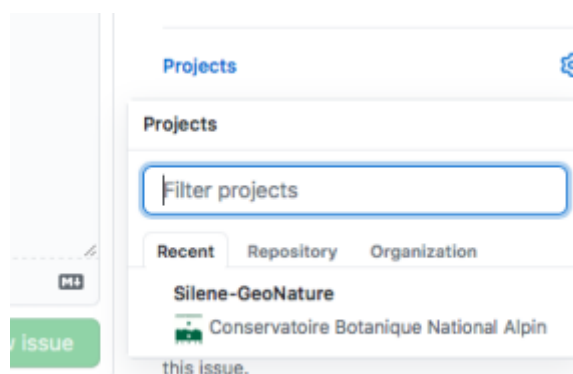 Projects
Projects
Filter projects
Recent Repository Organization
Silene-GeoNature
Conservatoire Botanique National Alpin
M↓
issue
this issue.